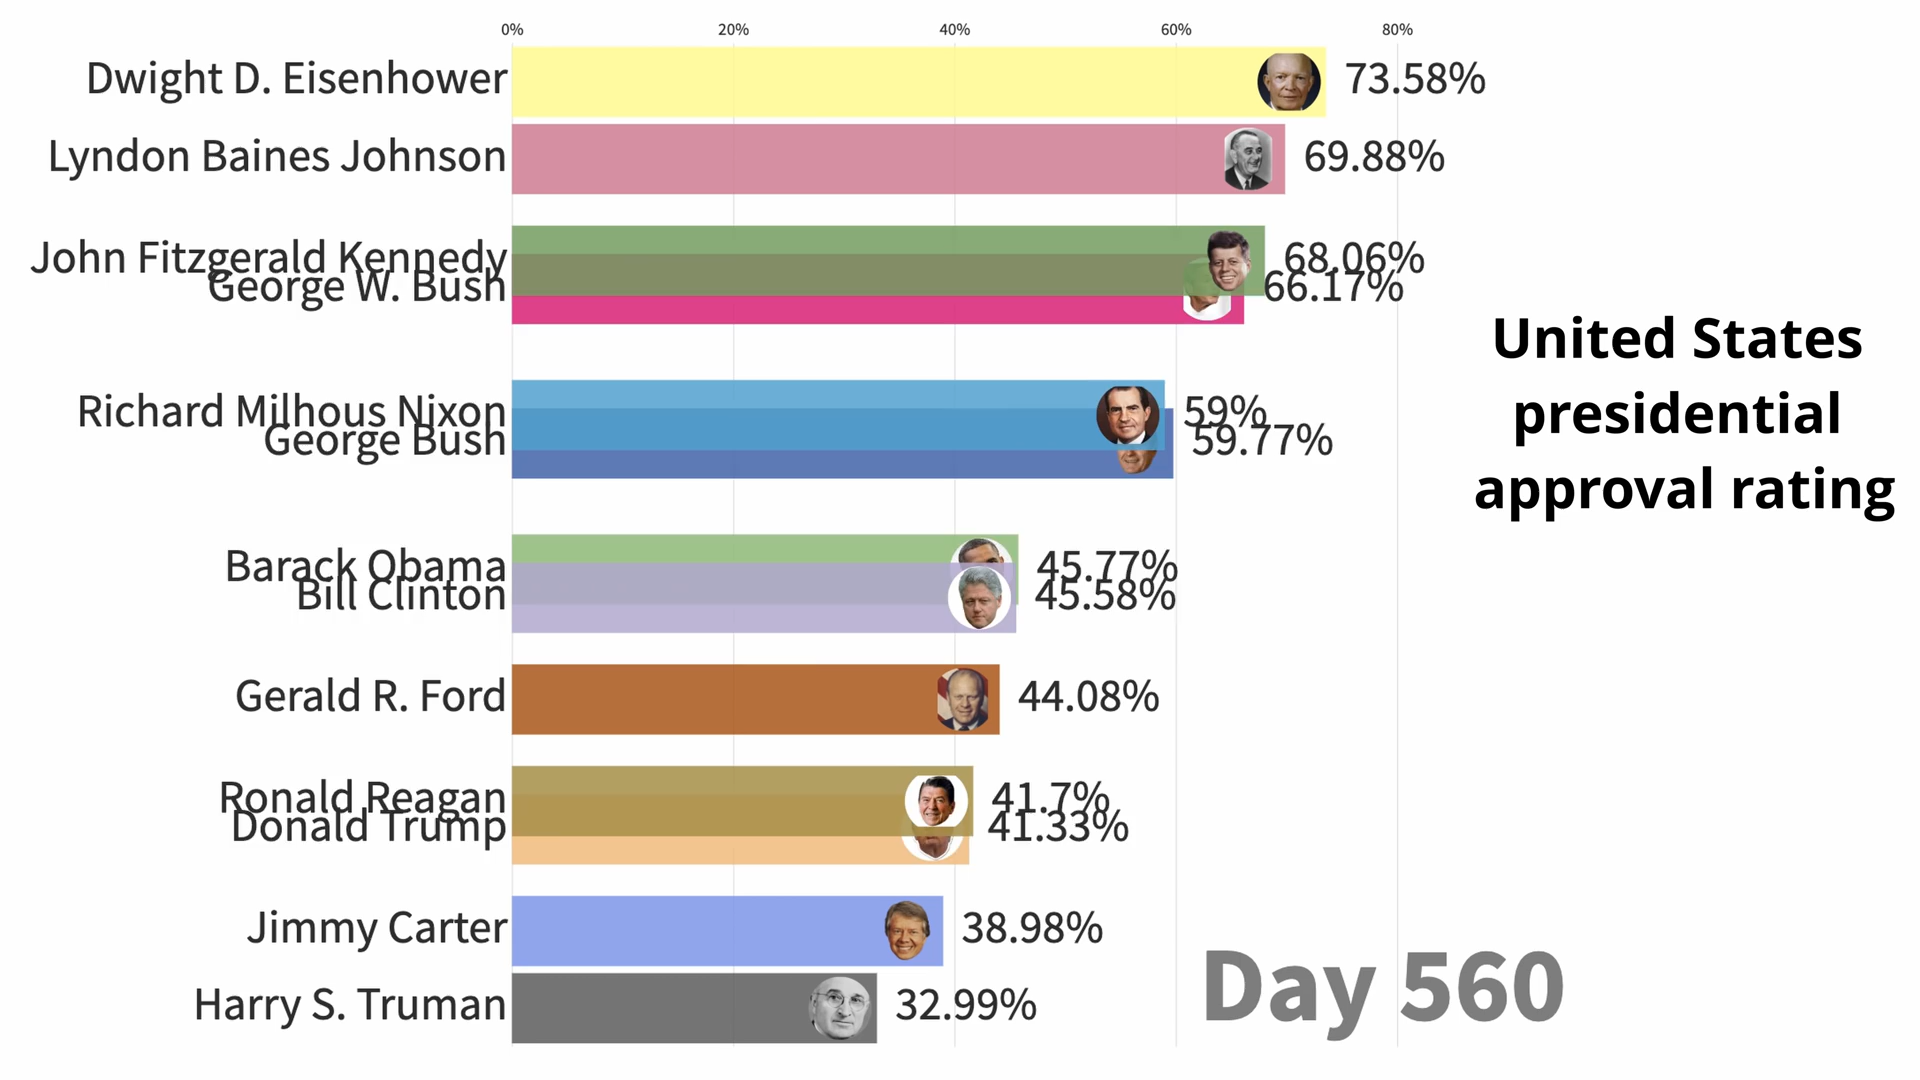 0% 20% 40% 60% 80%
Dwight D. Eisenhower 73.58%
Lyndon Baines Johnson 69.88%
John Fitzgerald Kennedy 68.06%
George W. Bush 66.17%
United States
presidential
approval rating
Richard Milhous Nixon 59%
George Bush 59.77%
Barack Obama 45.77%
Bill Clinton 45.58%
Gerald R. Ford 44.08%
Ronald Reagan 41.7%
Donald Trump 41.33%
Jimmy Carter 38.98%
Harry S. Truman 32.99%
Day 560